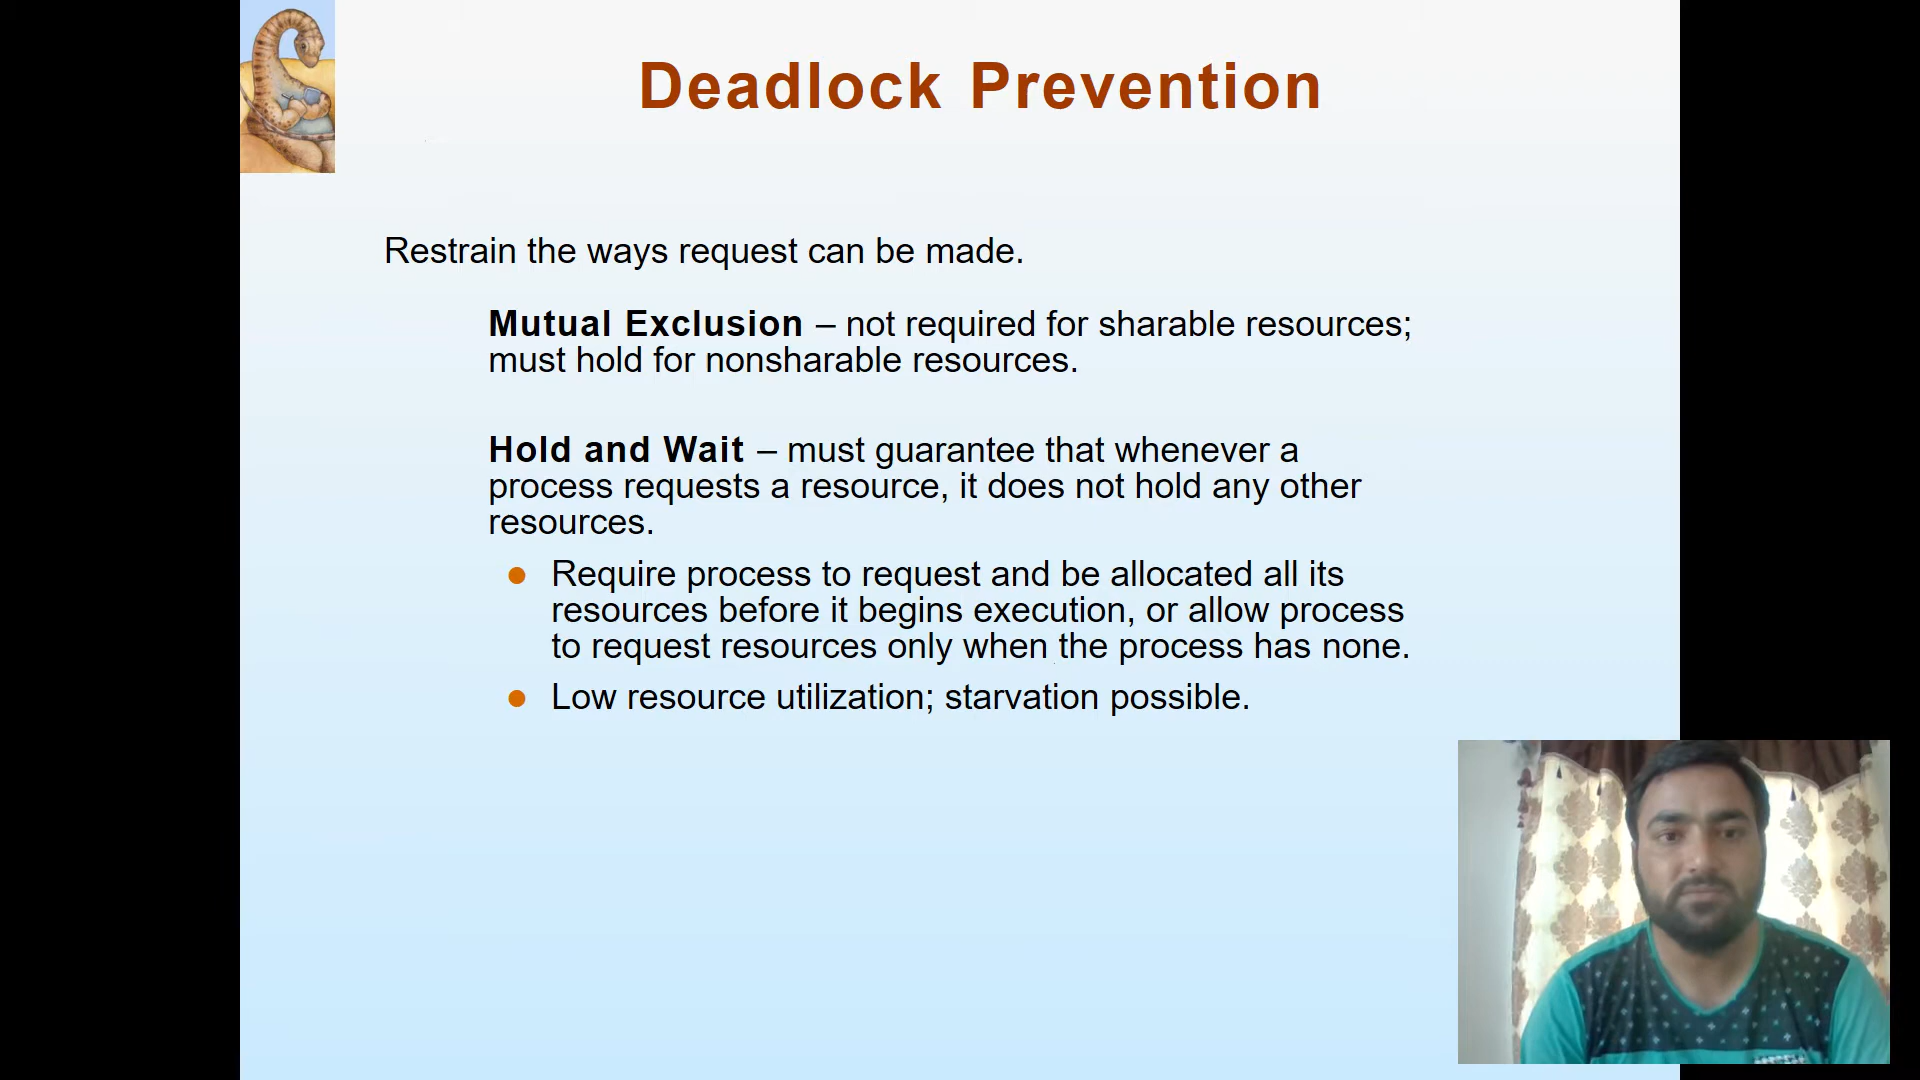 Deadlock Prevention
Restrain the ways request can be made.
Mutual Exclusion – not required for sharable resources;
must hold for nonsharable resources.
Hold and Wait – must guarantee that whenever a
process requests a resource, it does not hold any other
resources.
● Require process to request and be allocated all its
resources before it begins execution, or allow process
to request resources only when the process has none.
● Low resource utilization; starvation possible.